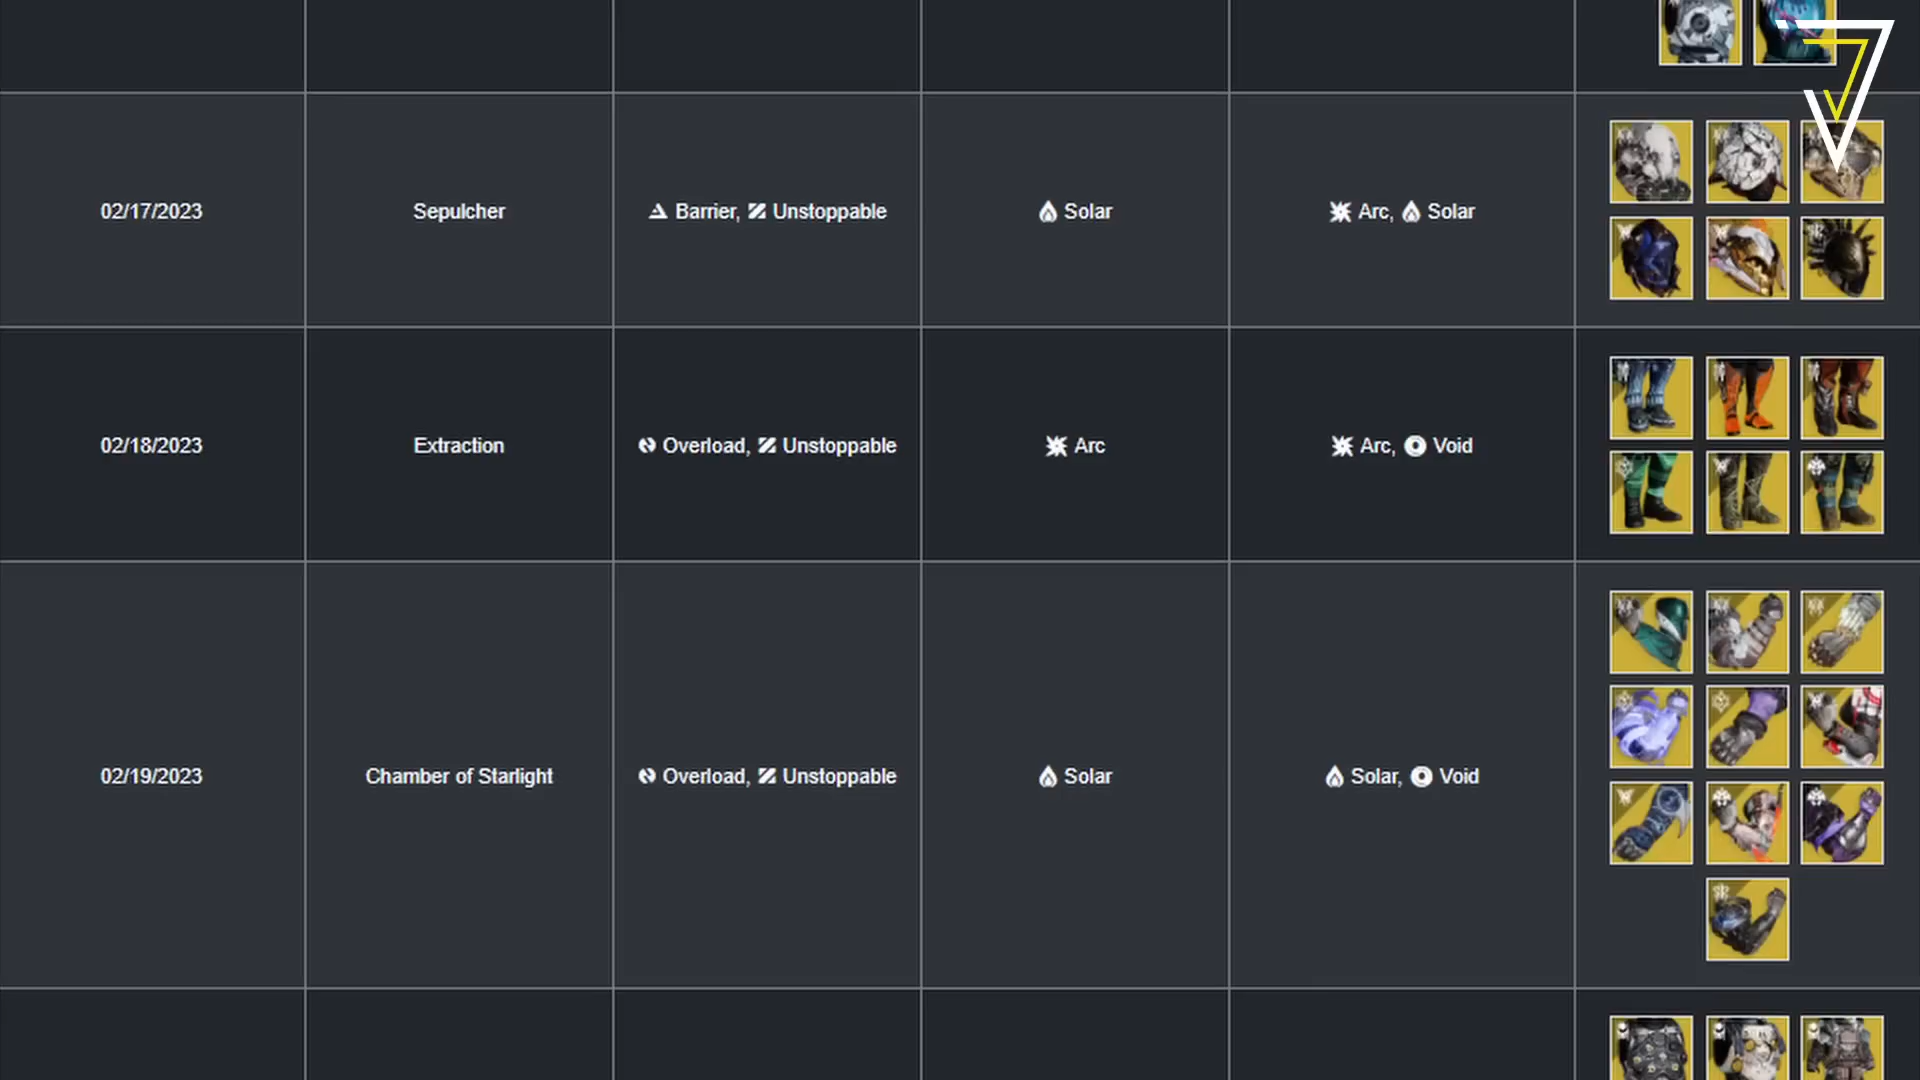 02/17/2023 Sepulcher Barrier, Unstoppable Solar Arc, Solar
02/18/2023 Extraction Overload, Unstoppable Arc Arc, Void
02/19/2023 Chamber of Starlight Overload, Unstoppable Solar Solar, Void